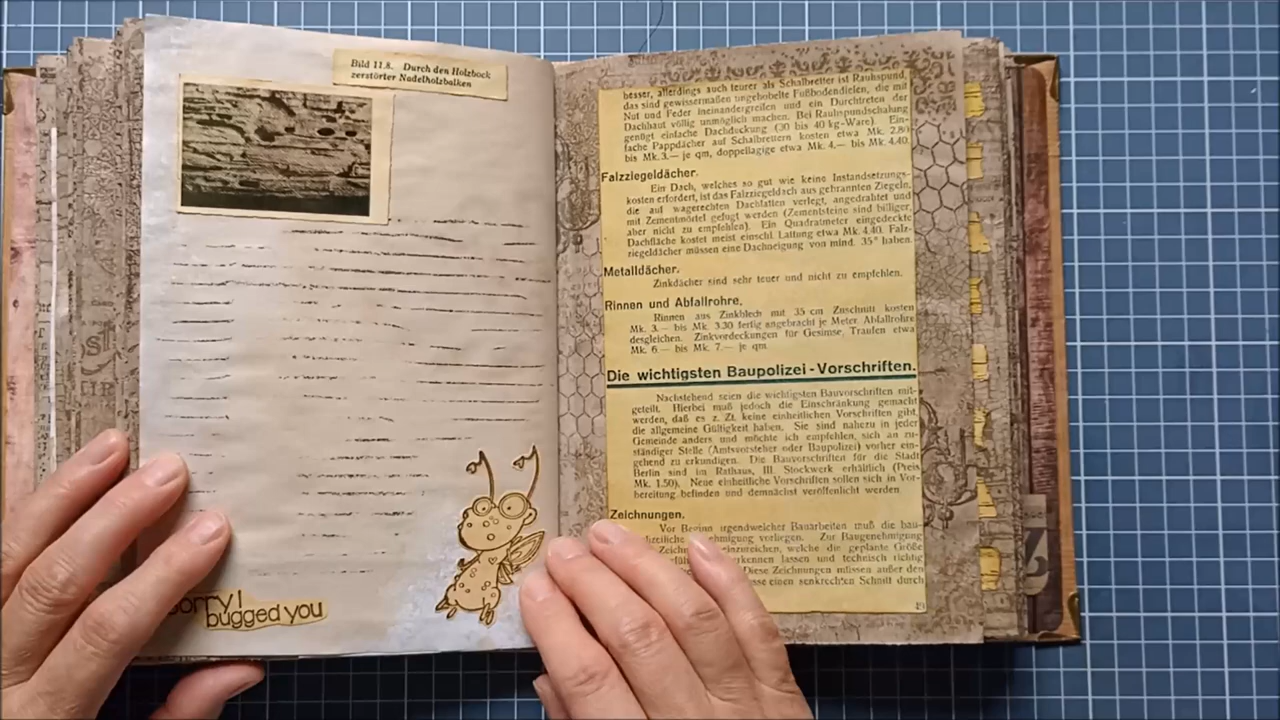 Bild 11.8. Durch den Holzbock
zerstörter Nadelholzbalken
sorry I
bugged you
besser, allerdings auch teurer als Schalbretter ist Rauhspund,
das sind gewissermaßen ungehobelte Fußbodendielen, die mit
Nut und Feder ineinandergreifen und ein Durchtreten der
Dachhaut völlig unmöglich machen. Bei Rauhspundschalung
genügt einfache Dachdeckung (30 bis 40 kg-Ware). Ein-
fache Pappdächer auf Schalbrettern kosten etwa Mk. 2.80
bis Mk. 3.— je qm, doppellagige etwa Mk. 4.— bis Mk. 4.40.
Falzziegeldächer.
Ein Dach, welches so gut wie keine Instandsetzungs-
kosten erfordert, ist das Falzziegeldach aus gebrannten Ziegeln,
die auf wagerechten Dachlatten verlegt, angedrahtet und
mit Zementmörtel gefugt werden (Zementsteine sind billiger,
aber nicht zu empfehlen). Ein Quadratmeter eingedeckte
Dachfläche kostet meist einschl. Lattung etwa Mk. 4.40. Falz-
riegeldächer müssen eine Dachneigung von mind. 35° haben.
Metalldächer.
Zinkdächer sind sehr teuer und nicht zu empfehlen.
Rinnen und Abfallrohre.
Rinnen aus Zinkblech mit 35 cm Zuschnitt kosten
Mk. 3.— bis Mk. 3.30 fertig angebracht je Meter. Abfallrohre
desgleichen. Zinkverdeckungen für Gesimse, Traufen etwa
Mk. 6.— bis Mk. 7.— je qm.
Die wichtigsten Baupolizei-Vorschriften.
Nachstehend seien die wichtigsten Bauvorschriften mit-
geteilt. Hierbei muß jedoch die Einschränkung gemacht
werden, daß es z. Zt. keine einheitlichen Vorschriften gibt,
die allgemeine Gültigkeit haben. Sie sind nahezu in jeder
Gemeinde anders und möchte ich empfehlen, sich an zu-
ständiger Stelle (Amtsvorsteher oder Baupolizei) vorher ein-
gehend zu erkundigen. Die Bauvorschriften für die Stadt
Berlin sind im Rathaus, III. Stockwerk erhältlich (Preis
Mk. 1.50). Neue einheitliche Vorschriften sollen sich in Vor-
bereitung befinden und demnächst veröffentlicht werden
Zeichnungen.
Vor Beginn irgendwelcher Bauarbeiten muß die bau-
Genehmigung vorliegen. Zur Baugenehmigung
einzureichen, welche die geplante Größe
erkennen lassen und technisch richtig
Diese Zeichnungen müssen außer den
einen senkrechten Schnitt durch